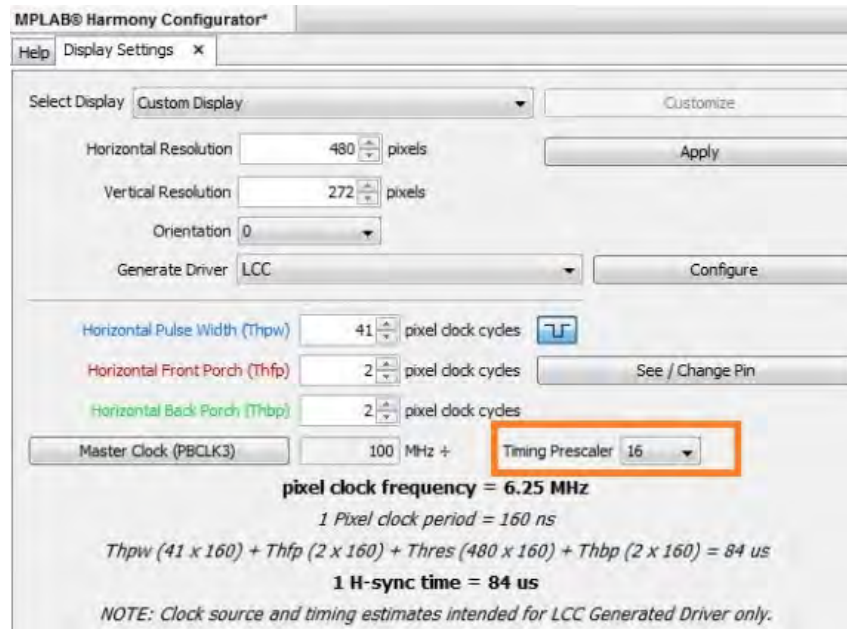 MPLAB® Harmony Configurator*
Help Display Settings ×
Select Display Custom Display Customize
Horizontal Resolution 480 pixels Apply
Vertical Resolution 272 pixels
Orientation 0
Generate Driver LCC Configure
Horizontal Pulse Width (Thpw) 41 pixel clock cycles
Horizontal Front Porch (Thfp) 2 pixel clock cycles See / Change Pin
Horizontal Back Porch (Thbp) 2 pixel clock cycles
Master Clock (PBCLK3) 100 MHz ÷ Timing Prescaler 16
pixel clock frequency = 6.25 MHz
1 Pixel clock period = 160 ns
Thpw (41 x 160) + Thfp (2 x 160) + Thres (480 x 160) + Thbp (2 x 160) = 84 us
1 H-sync time = 84 us
NOTE: Clock source and timing estimates intended for LCC Generated Driver only.